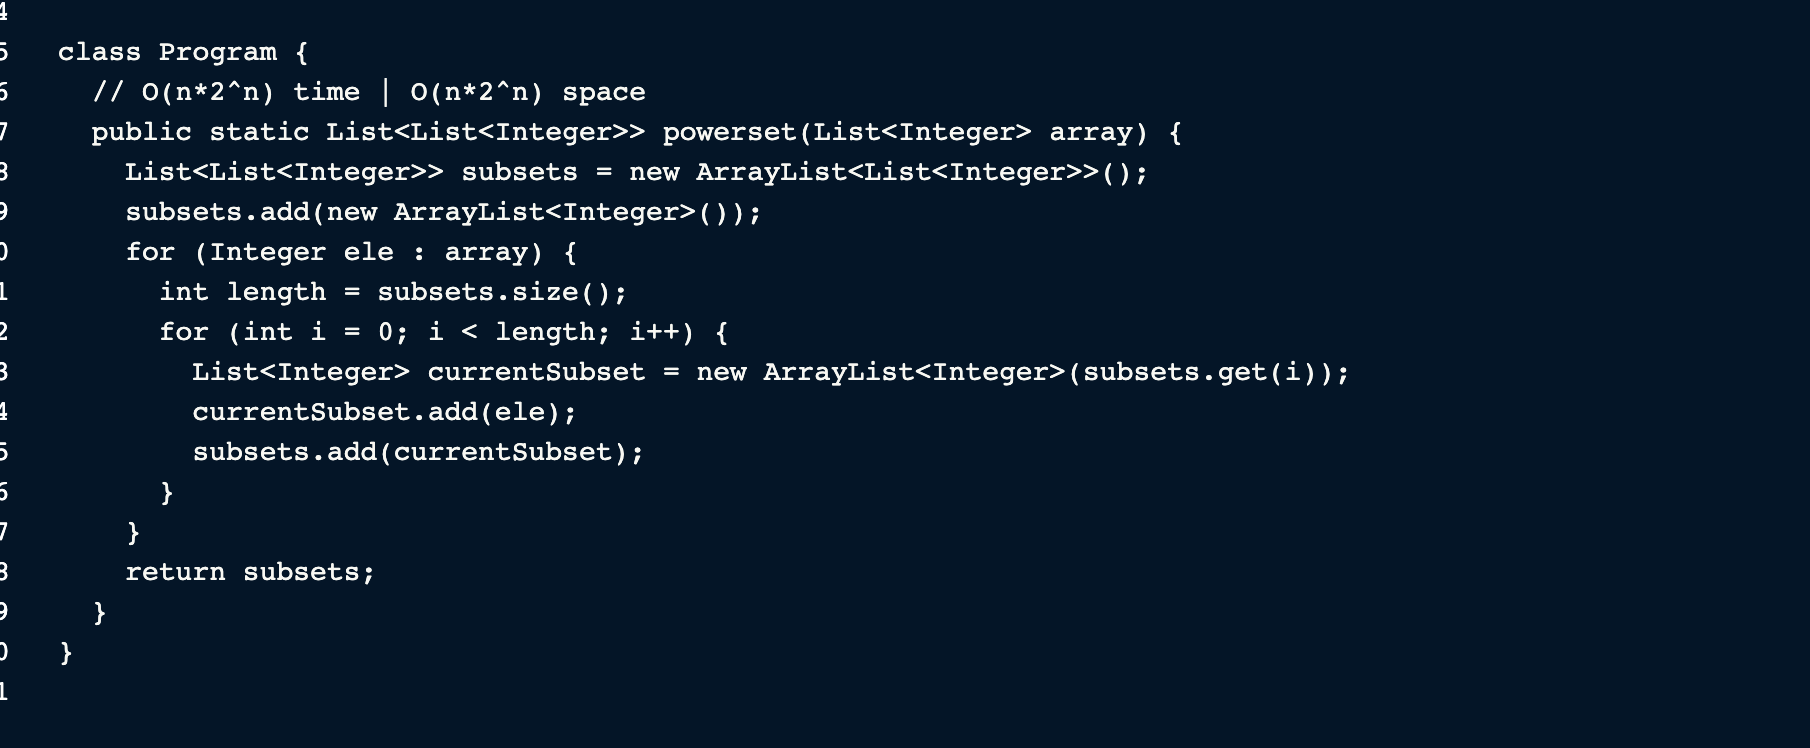 4
5 class Program {
6 // O(n*2^n) time | O(n*2^n) space
7 public static List<List<Integer>> powerset(List<Integer> array) {
8 List<List<Integer>> subsets = new ArrayList<List<Integer>>();
9 subsets.add(new ArrayList<Integer>());
0 for (Integer ele : array) {
1 int length = subsets.size();
2 for (int i = 0; i < length; i++) {
3 List<Integer> currentSubset = new ArrayList<Integer>(subsets.get(i));
4 currentSubset.add(ele);
5 subsets.add(currentSubset);
6 }
7 }
8 return subsets;
9 }
0 }
1